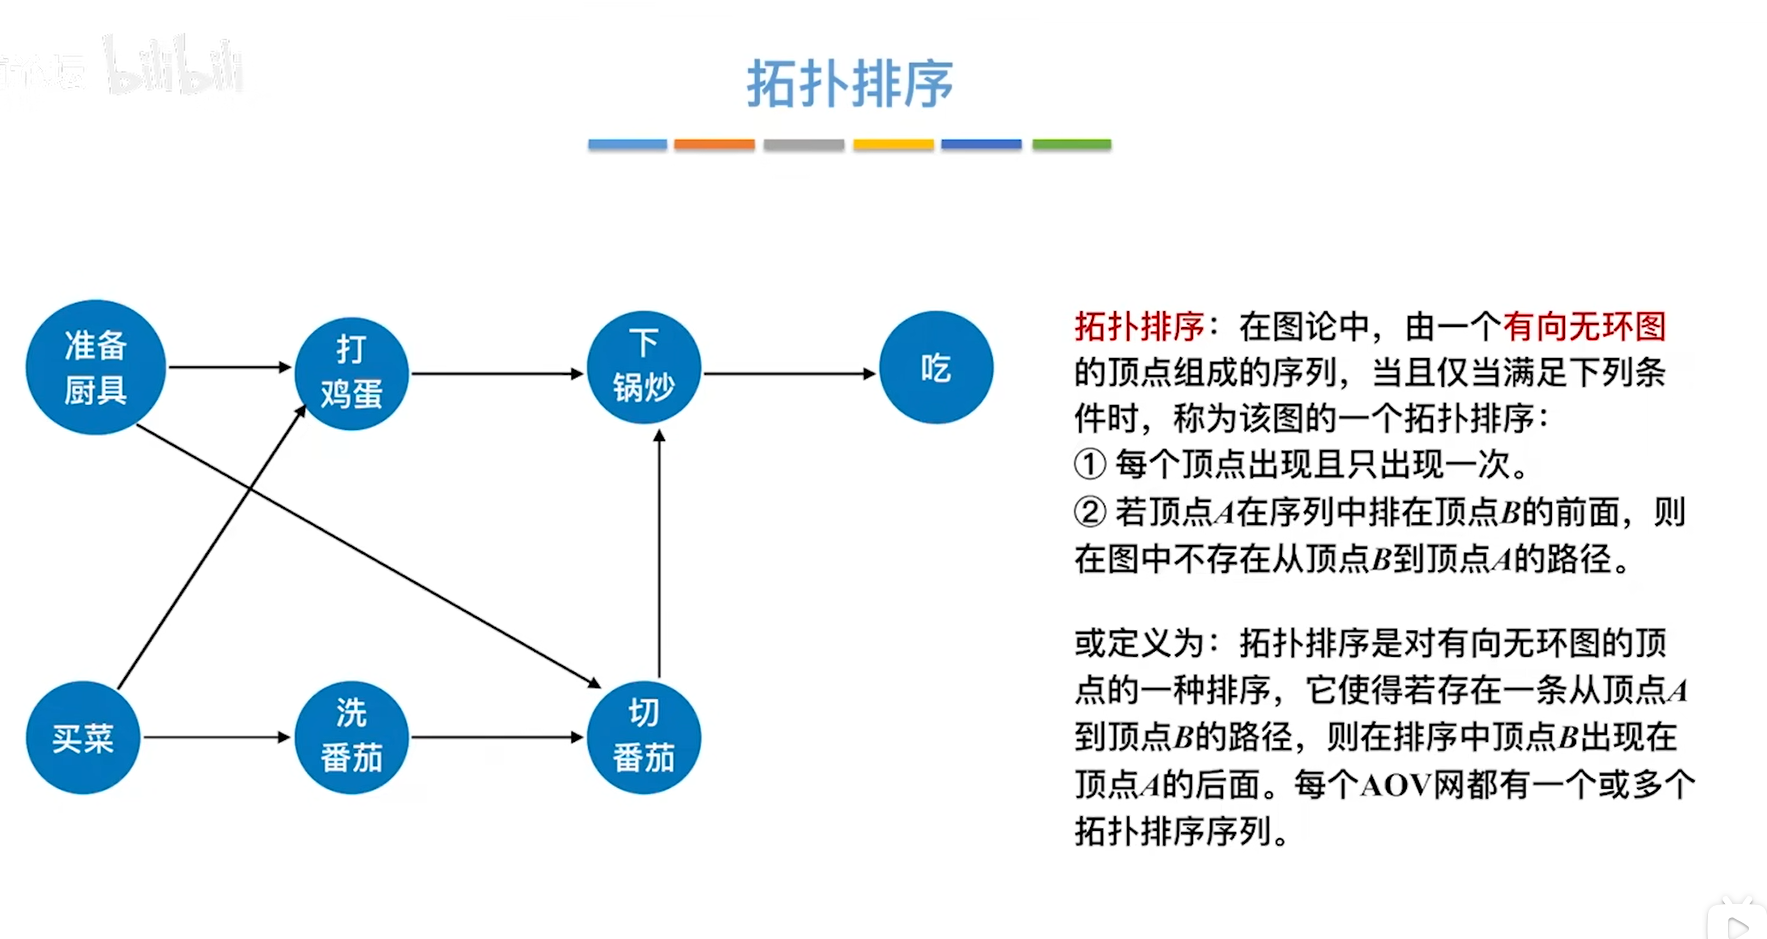 bilibili
拓扑排序
准备
厨具
打
鸡蛋
下
锅炒
吃
买菜
洗
番茄
切
番茄
拓扑排序：在图论中，由一个有向无环图
的顶点组成的序列，当且仅当满足下列条
件时，称为该图的一个拓扑排序：
① 每个顶点出现且只出现一次。
② 若顶点A在序列中排在顶点B的前面，则
在图中不存在从顶点B到顶点A的路径。
或定义为：拓扑排序是对有向无环图的顶
点的一种排序，它使得若存在一条从顶点A
到顶点B的路径，则在排序中顶点B出现在
顶点A的后面。每个AOV网都有一个或多个
拓扑排序序列。